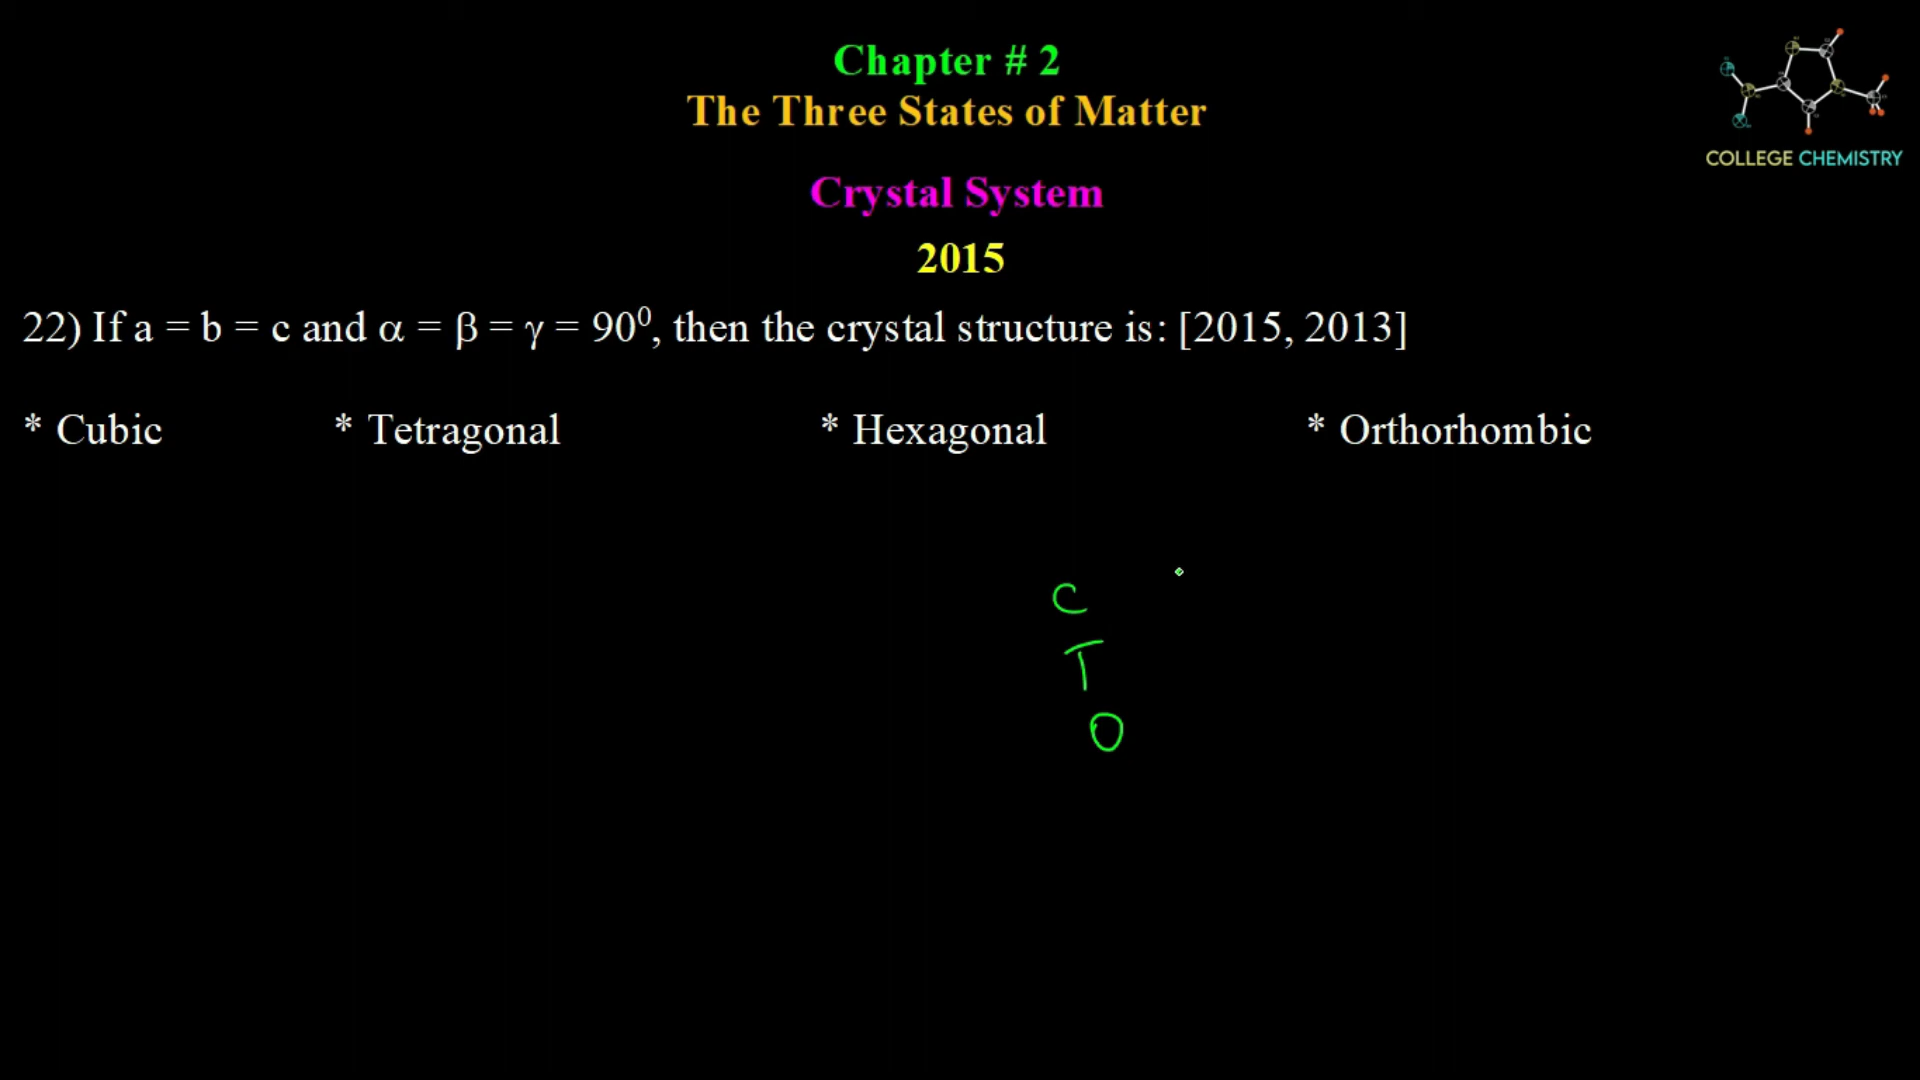 Chapter # 2
The Three States of Matter
COLLEGE CHEMISTRY
Crystal System
2015
22) If a = b = c and α = β = γ = 90⁰, then the crystal structure is: [2015, 2013]
* Cubic * Tetragonal * Hexagonal * Orthorhombic
C
T
O